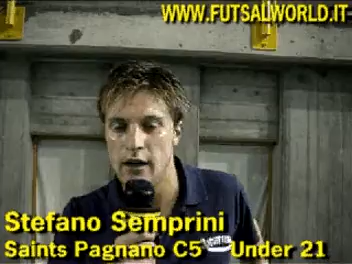 WWW.FUTSALWORLD.IT
Stefano Semprini
Saints Pagnano C5 Under 21